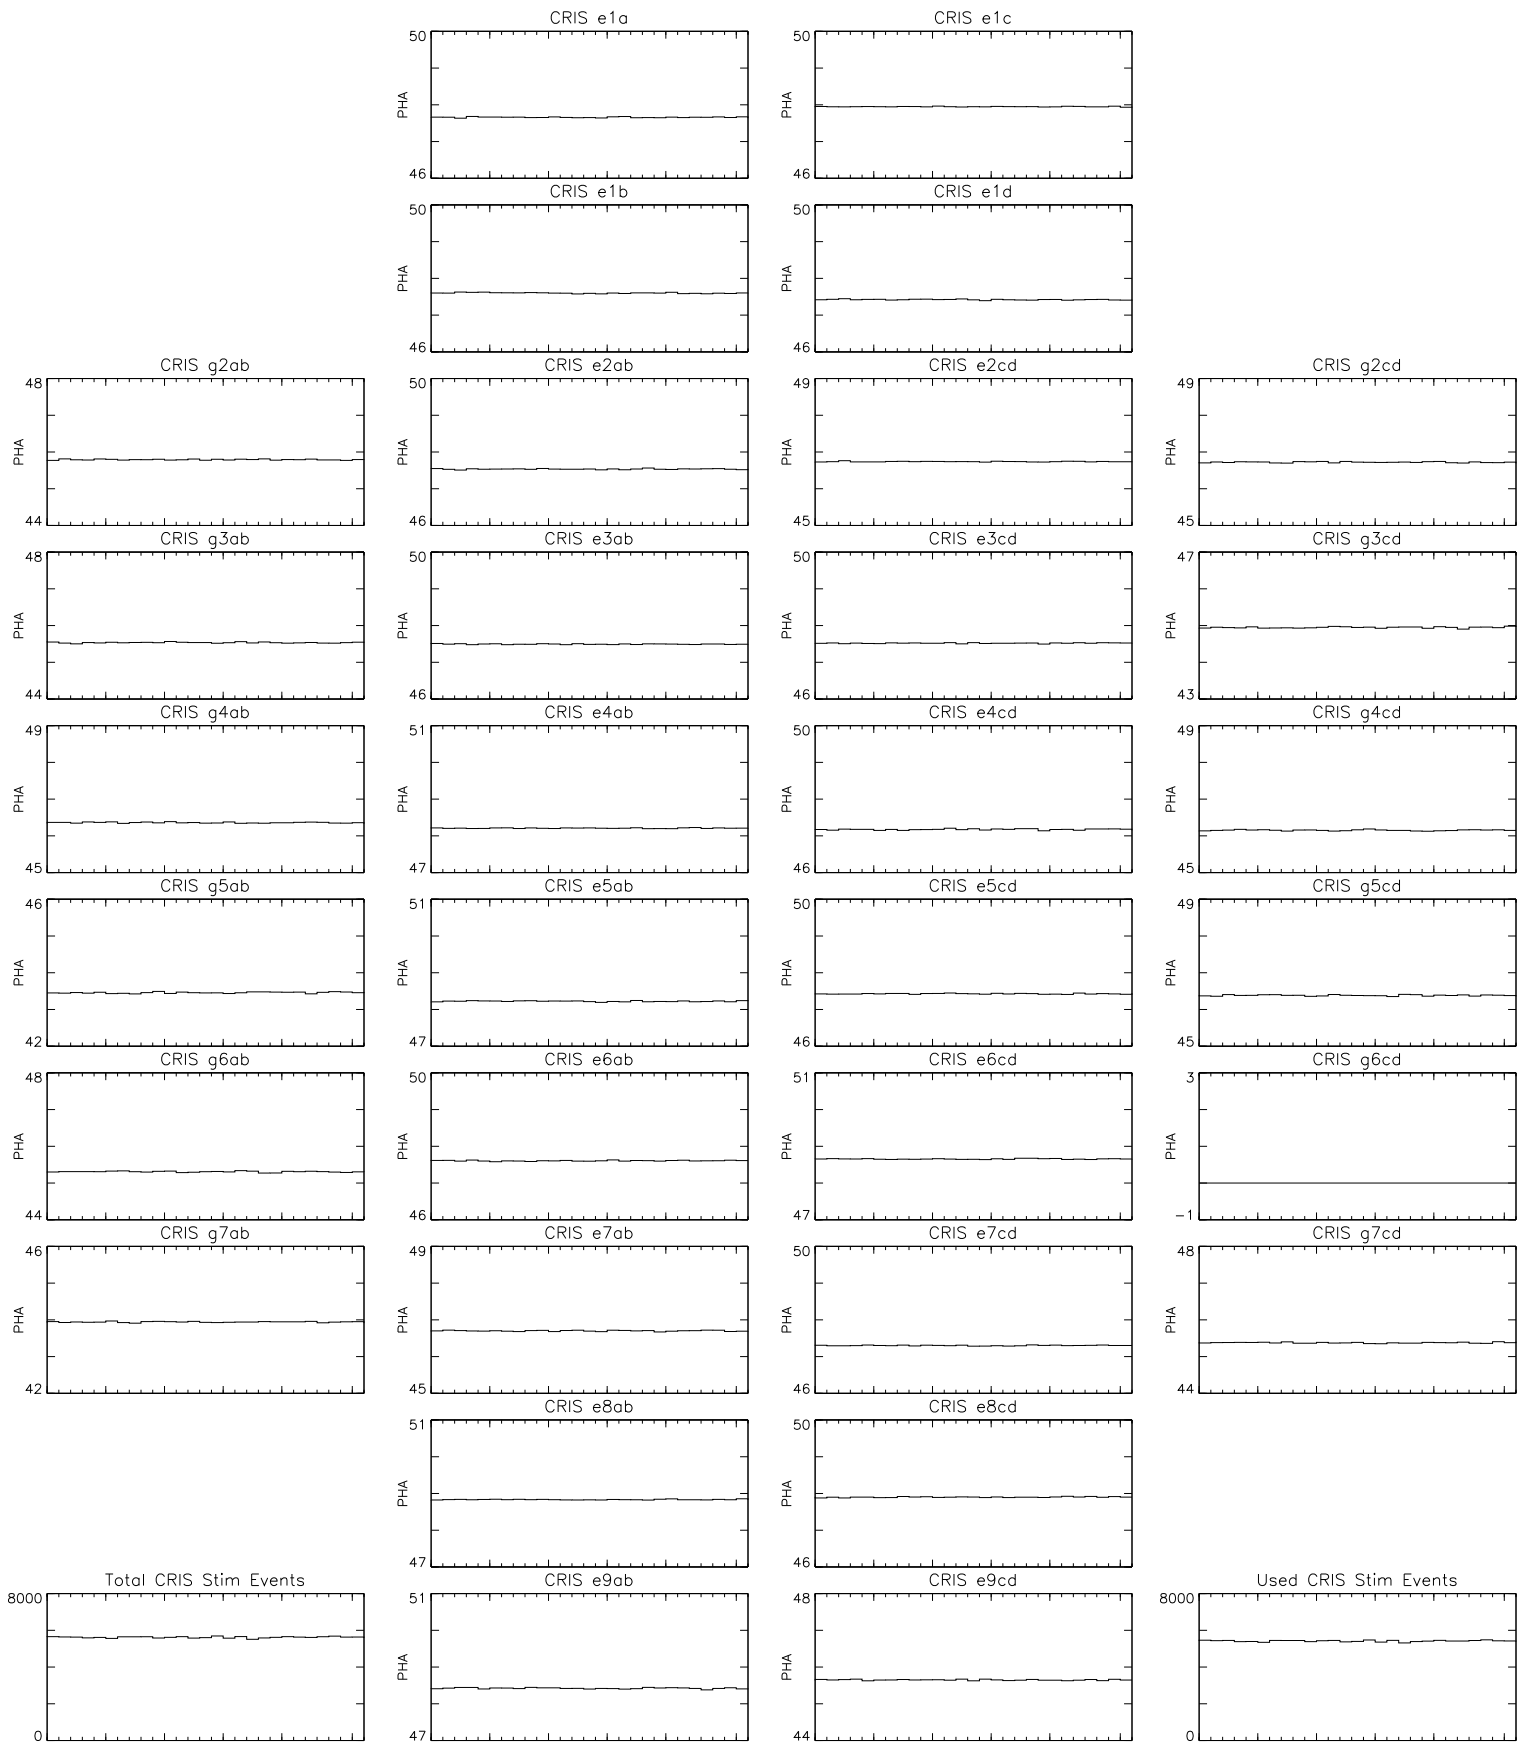 CRIS e1a
CRIS e1c
50
PHA
46
50
PHA
46
CRIS e1b
CRIS e1d
50
PHA
46
50
PHA
46
CRIS g2ab
CRIS e2ab
CRIS e2cd
CRIS g2cd
48
PHA
44
50
PHA
46
49
PHA
45
49
PHA
45
CRIS g3ab
CRIS e3ab
CRIS e3cd
CRIS g3cd
48
PHA
44
50
PHA
46
50
PHA
46
47
PHA
43
CRIS g4ab
CRIS e4ab
CRIS e4cd
CRIS g4cd
49
PHA
45
51
PHA
47
50
PHA
46
49
PHA
45
CRIS g5ab
CRIS e5ab
CRIS e5cd
CRIS g5cd
46
PHA
42
51
PHA
47
50
PHA
46
49
PHA
45
CRIS g6ab
CRIS e6ab
CRIS e6cd
CRIS g6cd
48
PHA
44
50
PHA
46
51
PHA
47
3
PHA
-1
CRIS g7ab
CRIS e7ab
CRIS e7cd
CRIS g7cd
46
PHA
42
49
PHA
45
50
PHA
46
48
PHA
44
CRIS e8ab
CRIS e8cd
51
PHA
47
50
PHA
46
Total CRIS Stim Events
CRIS e9ab
CRIS e9cd
Used CRIS Stim Events
8000
0
51
PHA
47
48
PHA
44
8000
0